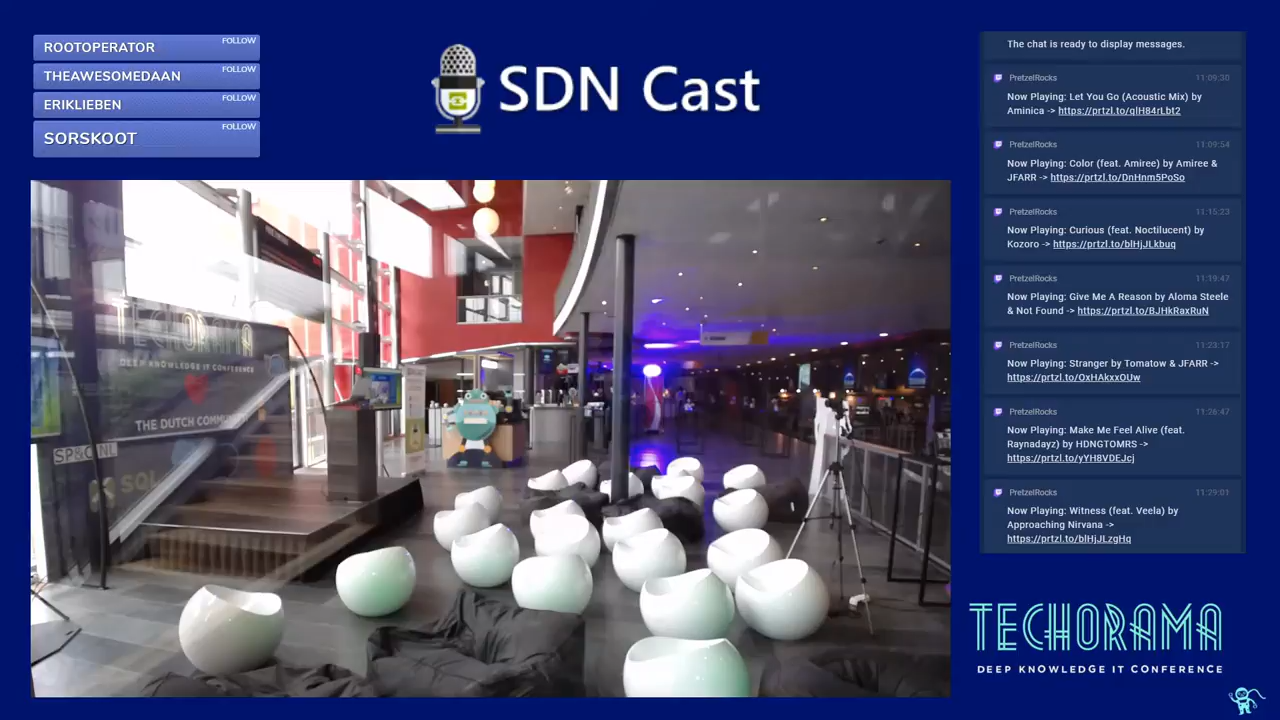 ROOTOPERATOR
FOLLOW
THEAWESOMEDAAN
FOLLOW
ERIKLIEBEN
FOLLOW
SORSKOOT
FOLLOW
SDN Cast
TECHORAMA
DEEP KNOWLEDGE IT CONFERENCE
THE DUTCH COMMUN
SP&C NL
The chat is ready to display messages.
PretzelRocks 11:09:30
Now Playing: Let You Go (Acoustic Mix) by
Aminica -> https://prtzl.to/qlH84rLbt2
PretzelRocks 11:09:54
Now Playing: Color (feat. Amiree) by Amiree &
JFARR -> https://prtzl.to/DnHnm5PoSo
PretzelRocks 11:15:23
Now Playing: Curious (feat. Noctilucent) by
Kozoro -> https://prtzl.to/blHjJLkbuq
PretzelRocks 11:19:47
Now Playing: Give Me A Reason by Aloma Steele
& Not Found -> https://prtzl.to/BJHkRaxRuN
PretzelRocks 11:23:17
Now Playing: Stranger by Tomatow & JFARR ->
https://prtzl.to/OxHAkxxOUw
PretzelRocks 11:26:47
Now Playing: Make Me Feel Alive (feat.
Raynadayz) by HDNGTOMRS ->
https://prtzl.to/yYH8VDEJcj
PretzelRocks 11:29:01
Now Playing: Witness (feat. Veela) by
Approaching Nirvana ->
https://prtzl.to/blHjJLzgHq
TECHORAMA
DEEP KNOWLEDGE IT CONFERENCE